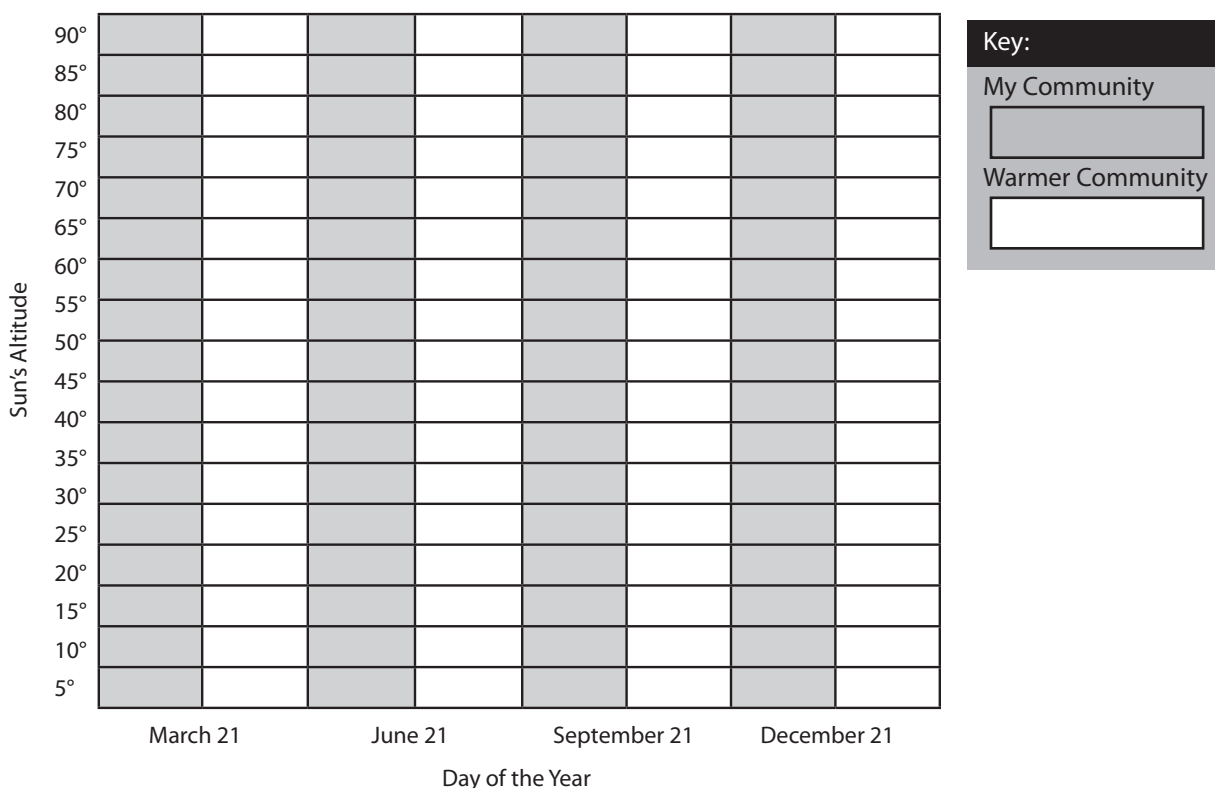 90°
85°
80°
75°
70°
65°
60°
55°
50°
45°
40°
35°
30°
25°
20°
15°
10°
5°
Sun's Altitude
March 21
June 21
September 21
December 21
Day of the Year
Key:
My Community
Warmer Community